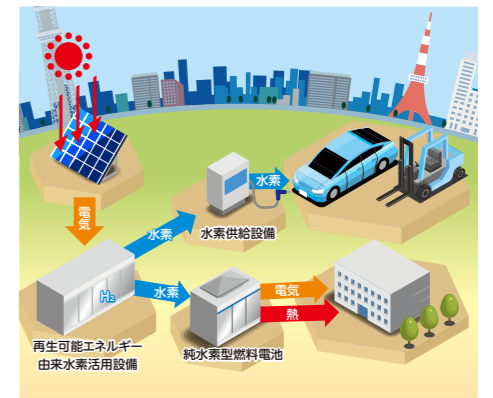 水素
電気
水素
水素供給設備
H₂
水素
電気
熱
再生可能エネルギー
由来水素活用設備
純水素型燃料電池